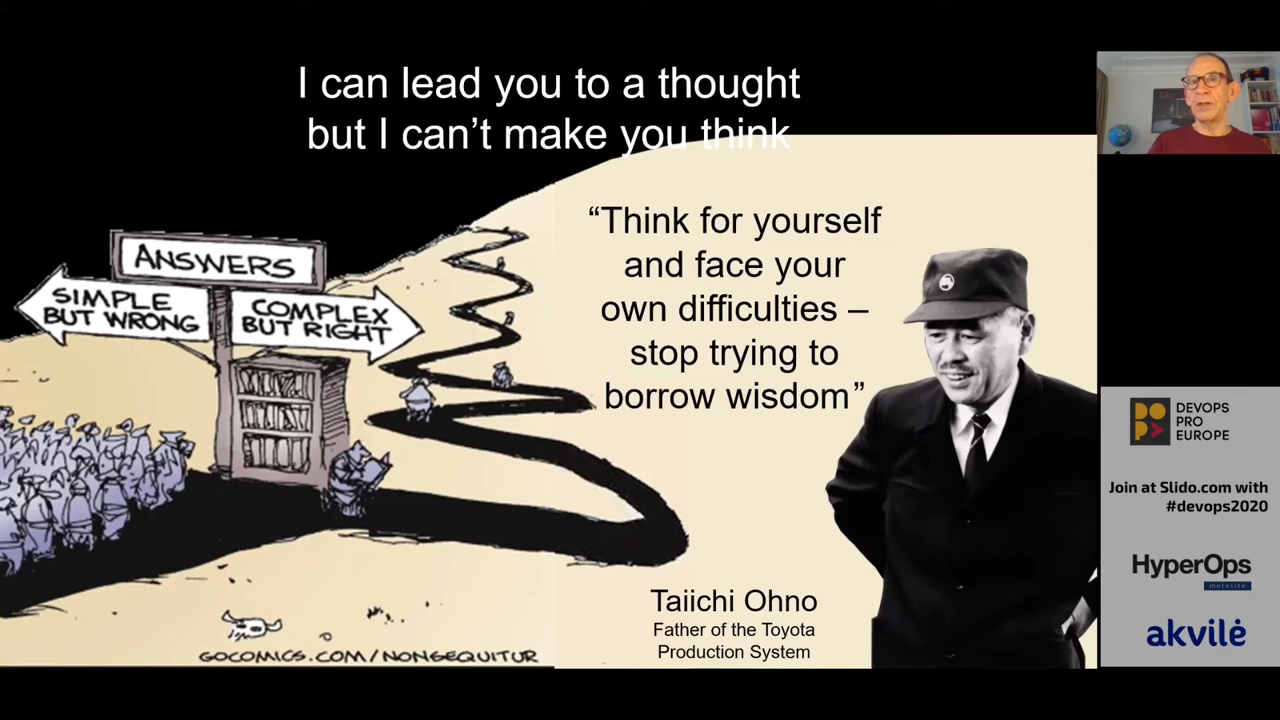 I can lead you to a thought
but I can't make you think
“Think for yourself
and face your
own difficulties –
stop trying to
borrow wisdom”
ANSWERS
SIMPLE
BUT WRONG
COMPLEX
BUT RIGHT
Taiichi Ohno
Father of the Toyota
Production System
GOCOMICS.COM/NONSEQUITUR
DEVOPS
PRO
EUROPE
Join at Slido.com with
#devops2020
HyperOps
metasite
akvilė